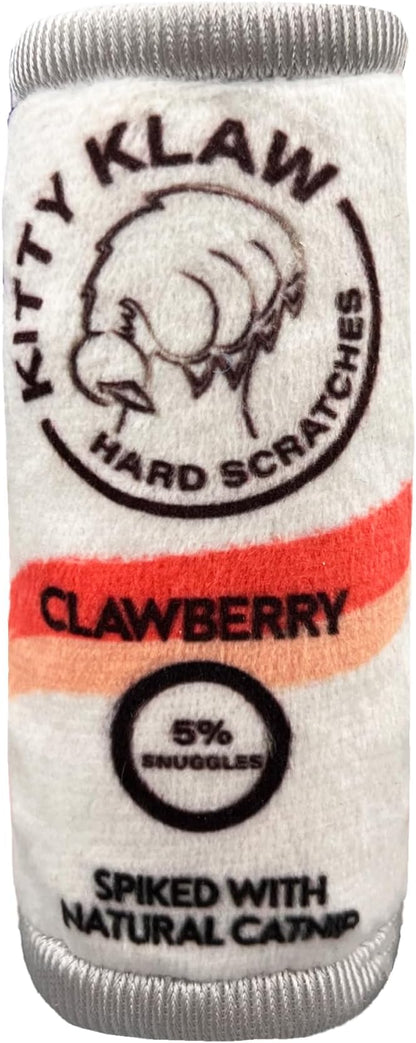 KITTY KLAW
HARD SCRATCHES
CLAWBERRY
5%
SNUGGLES
SPIKED WITH
NATURAL CATNIP